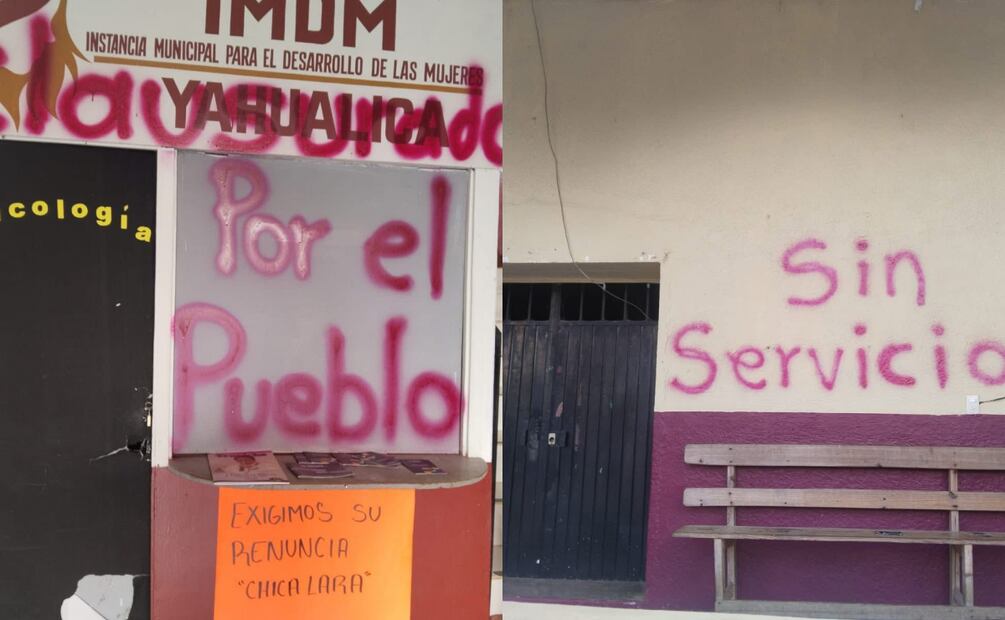 IMDM
INSTANCIA MUNICIPAL PARA EL DESARROLLO DE LAS MUJERES
YAHUALICA
clausurado
Por el
Pueblo
icología
EXIGIMOS SU
RENUNCIA
"CHICA LARA"
Sin
Servicio